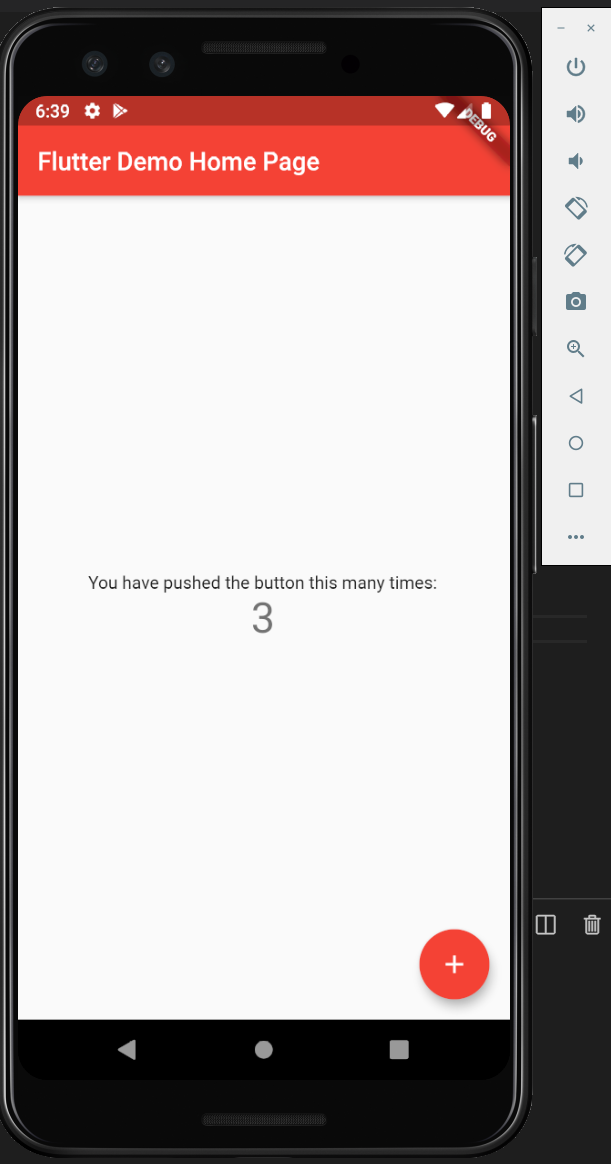 6:39
DEBUG
Flutter Demo Home Page
You have pushed the button this many times:
3